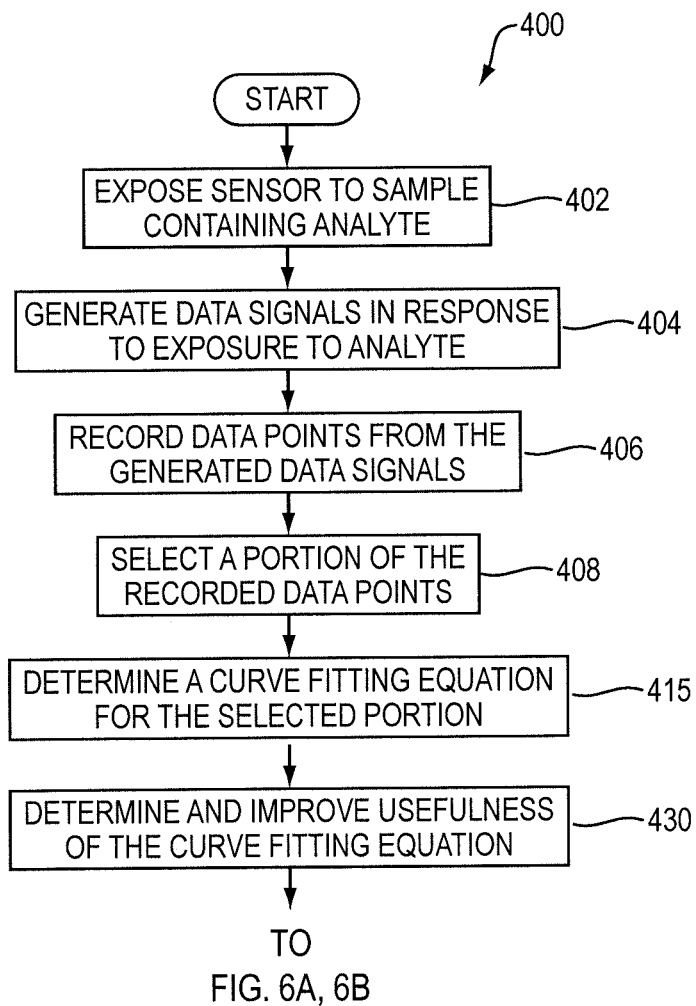 400
START
EXPOSE SENSOR TO SAMPLE
CONTAINING ANALYTE
402
GENERATE DATA SIGNALS IN RESPONSE
TO EXPOSURE TO ANALYTE
404
RECORD DATA POINTS FROM THE
GENERATED DATA SIGNALS
406
SELECT A PORTION OF THE
RECORDED DATA POINTS
408
DETERMINE A CURVE FITTING EQUATION
FOR THE SELECTED PORTION
415
DETERMINE AND IMPROVE USEFULNESS
OF THE CURVE FITTING EQUATION
430
TO
FIG. 6A, 6B